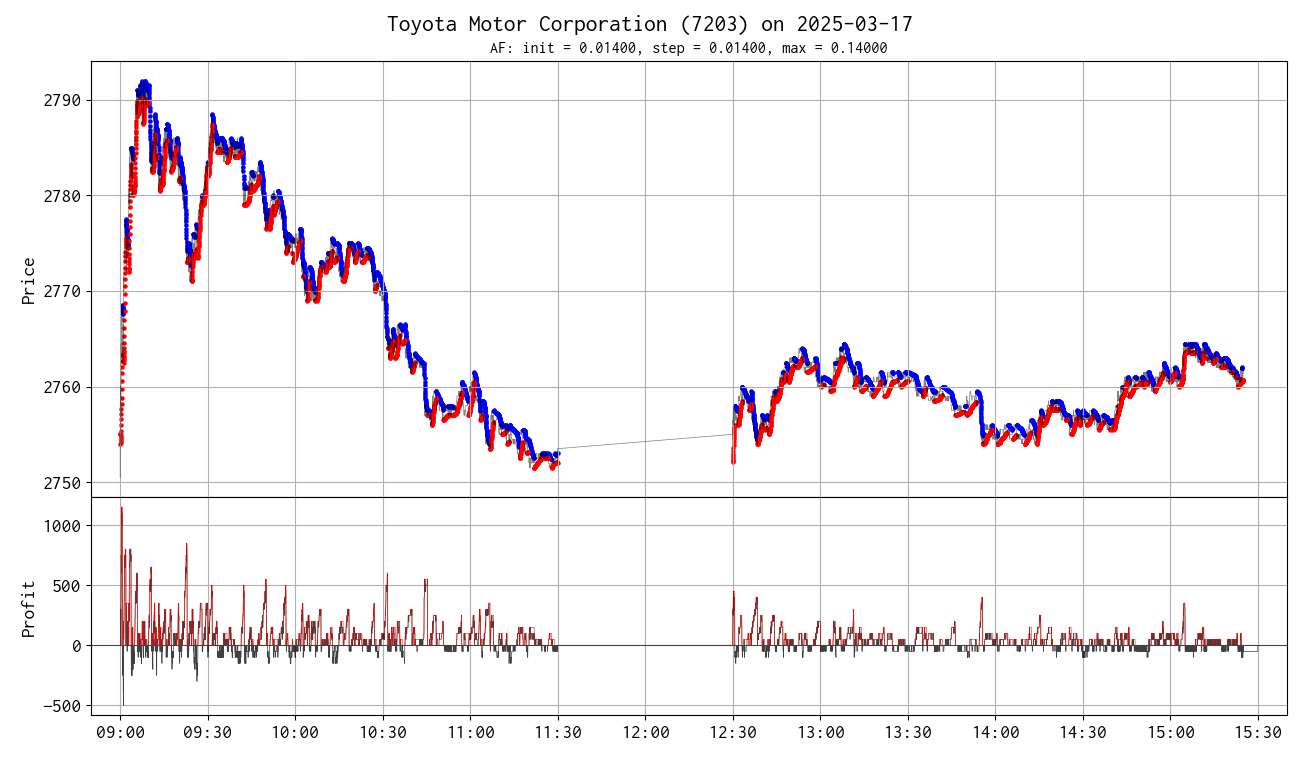 Toyota Motor Corporation (7203) on 2025-03-17
AF: init = 0.01400, step = 0.01400, max = 0.14000
Price
2790
2780
2770
2760
2750
Profit
1000
500
0
−500
09:00 09:30 10:00 10:30 11:00 11:30 12:00 12:30 13:00 13:30 14:00 14:30 15:00 15:30